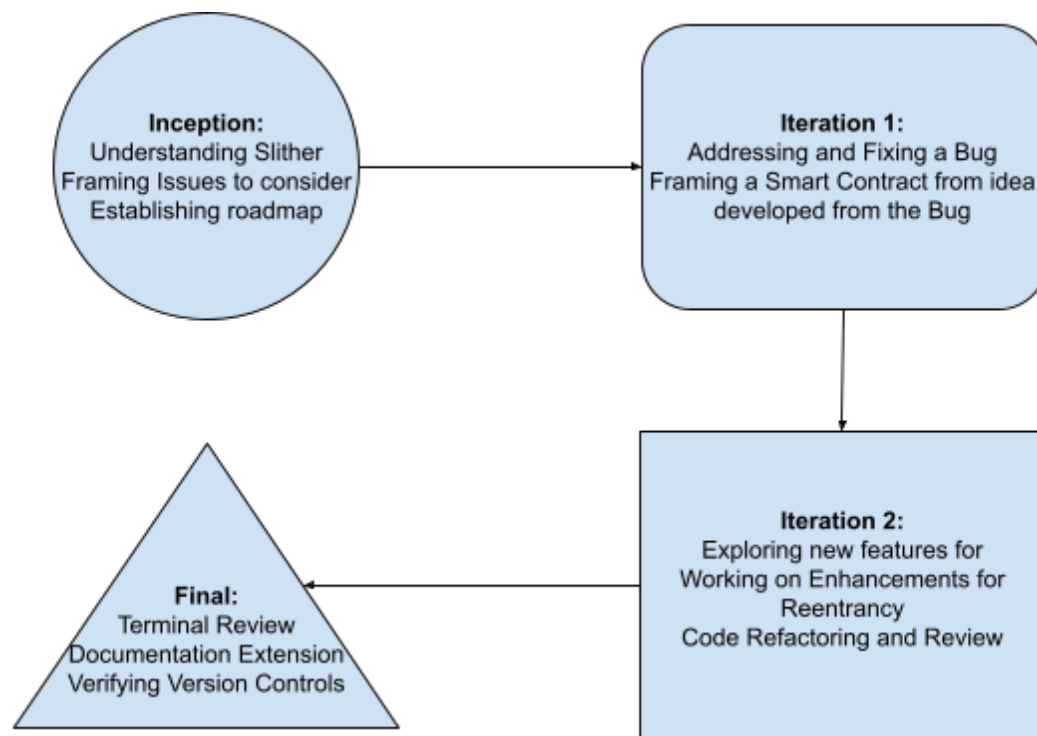 Inception:
Understanding Slither
Framing Issues to consider
Establishing roadmap
Iteration 1:
Addressing and Fixing a Bug
Framing a Smart Contract from idea
developed from the Bug
Iteration 2:
Exploring new features for
Working on Enhancements for
Reentrancy
Code Refactoring and Review
Final:
Terminal Review
Documentation Extension
Verifying Version Controls